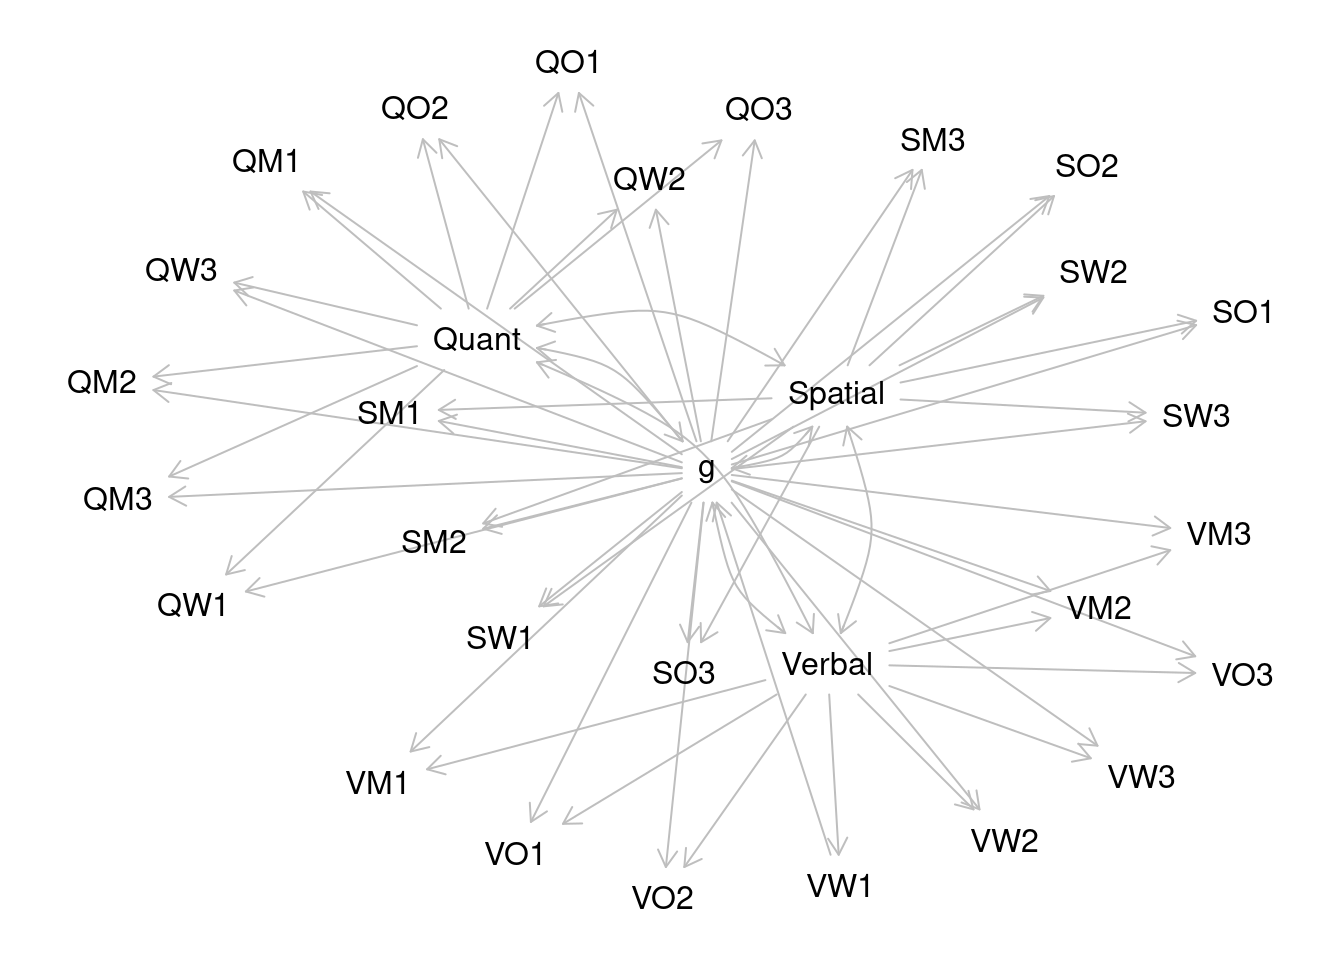 QO1
QO2
QO3
SM3
QM1
SO2
QW2
QW3
SW2
SO1
Quant
QM2
Spatial
SM1
SW3
g
QM3
VM3
SM2
QW1
VM2
SW1
Verbal
SO3
VO3
VM1
VW3
VW2
VO1
VW1
VO2